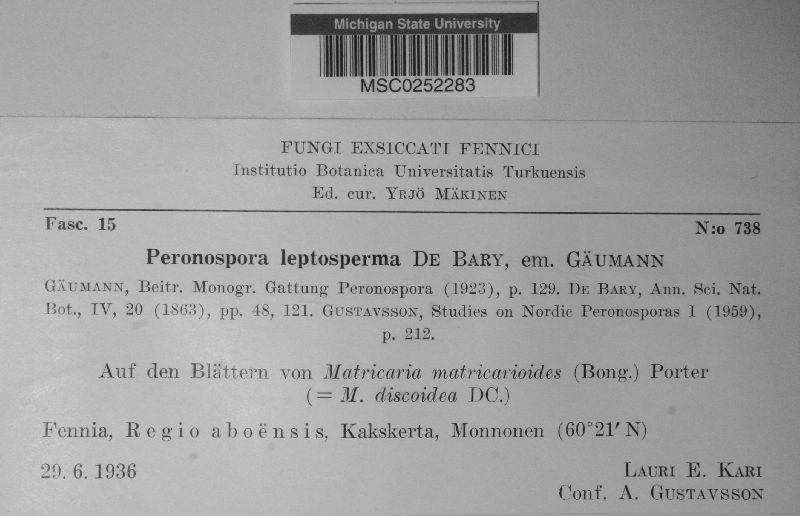 Michigan State University
MSC0252283
FUNGI EXSICCATI FENNICI
Institutio Botanica Universitatis Turkuensis
Ed. cur. YRJÖ MÄKINEN
Fasc. 15
N:o 738
Peronospora leptosperma DE BARY, em. GÄUMANN
GÄUMANN, Beitr. Monogr. Gattung Peronospora (1923), p. 129. DE BARY, Ann. Sci. Nat.
Bot., IV, 20 (1863), pp. 48, 121. GUSTAVSSON, Studies on Nordic Peronosporas I (1959),
p. 212.
Auf den Blättern von Matricaria matricarioides (Bong.) Porter
(= M. discoidea DC.)
Fennia, Regio aboënsis, Kakskerta, Monnonen (60°21′ N)
29. 6. 1936
LAURI E. KARI
Conf. A. GUSTAVSSON